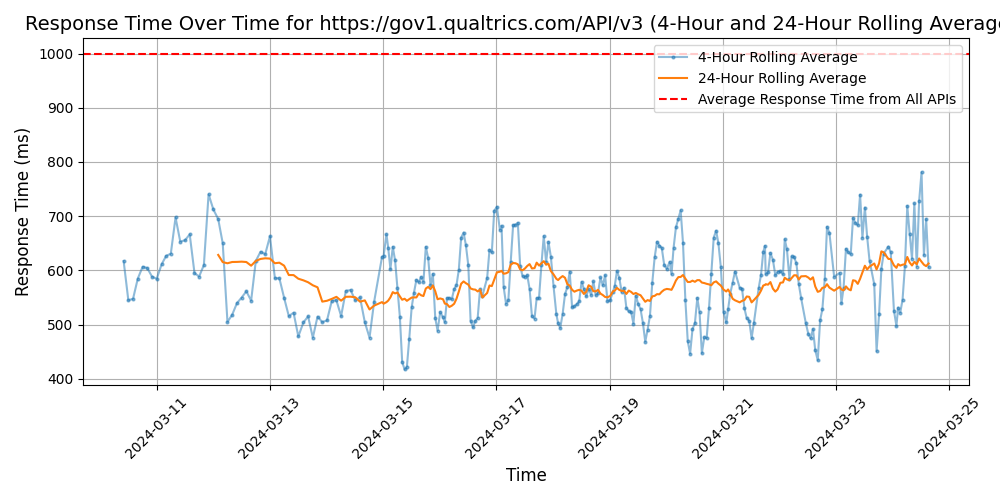 Response Time Over Time for https://gov1.qualtrics.com/API/v3 (4-Hour and 24-Hour Rolling Average
4-Hour Rolling Average
24-Hour Rolling Average
Average Response Time from All APIs
Response Time (ms)
1000
900
800
700
600
500
400
2024-03-11
2024-03-13
2024-03-15
2024-03-17
2024-03-19
2024-03-21
2024-03-23
2024-03-25
Time